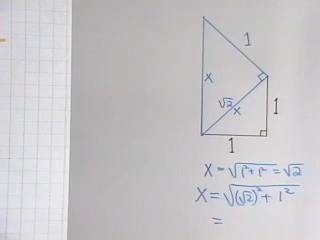 1
x
√2
x
1
1
x = √1² + 1² = √2
x = √(√2)² + 1²
=